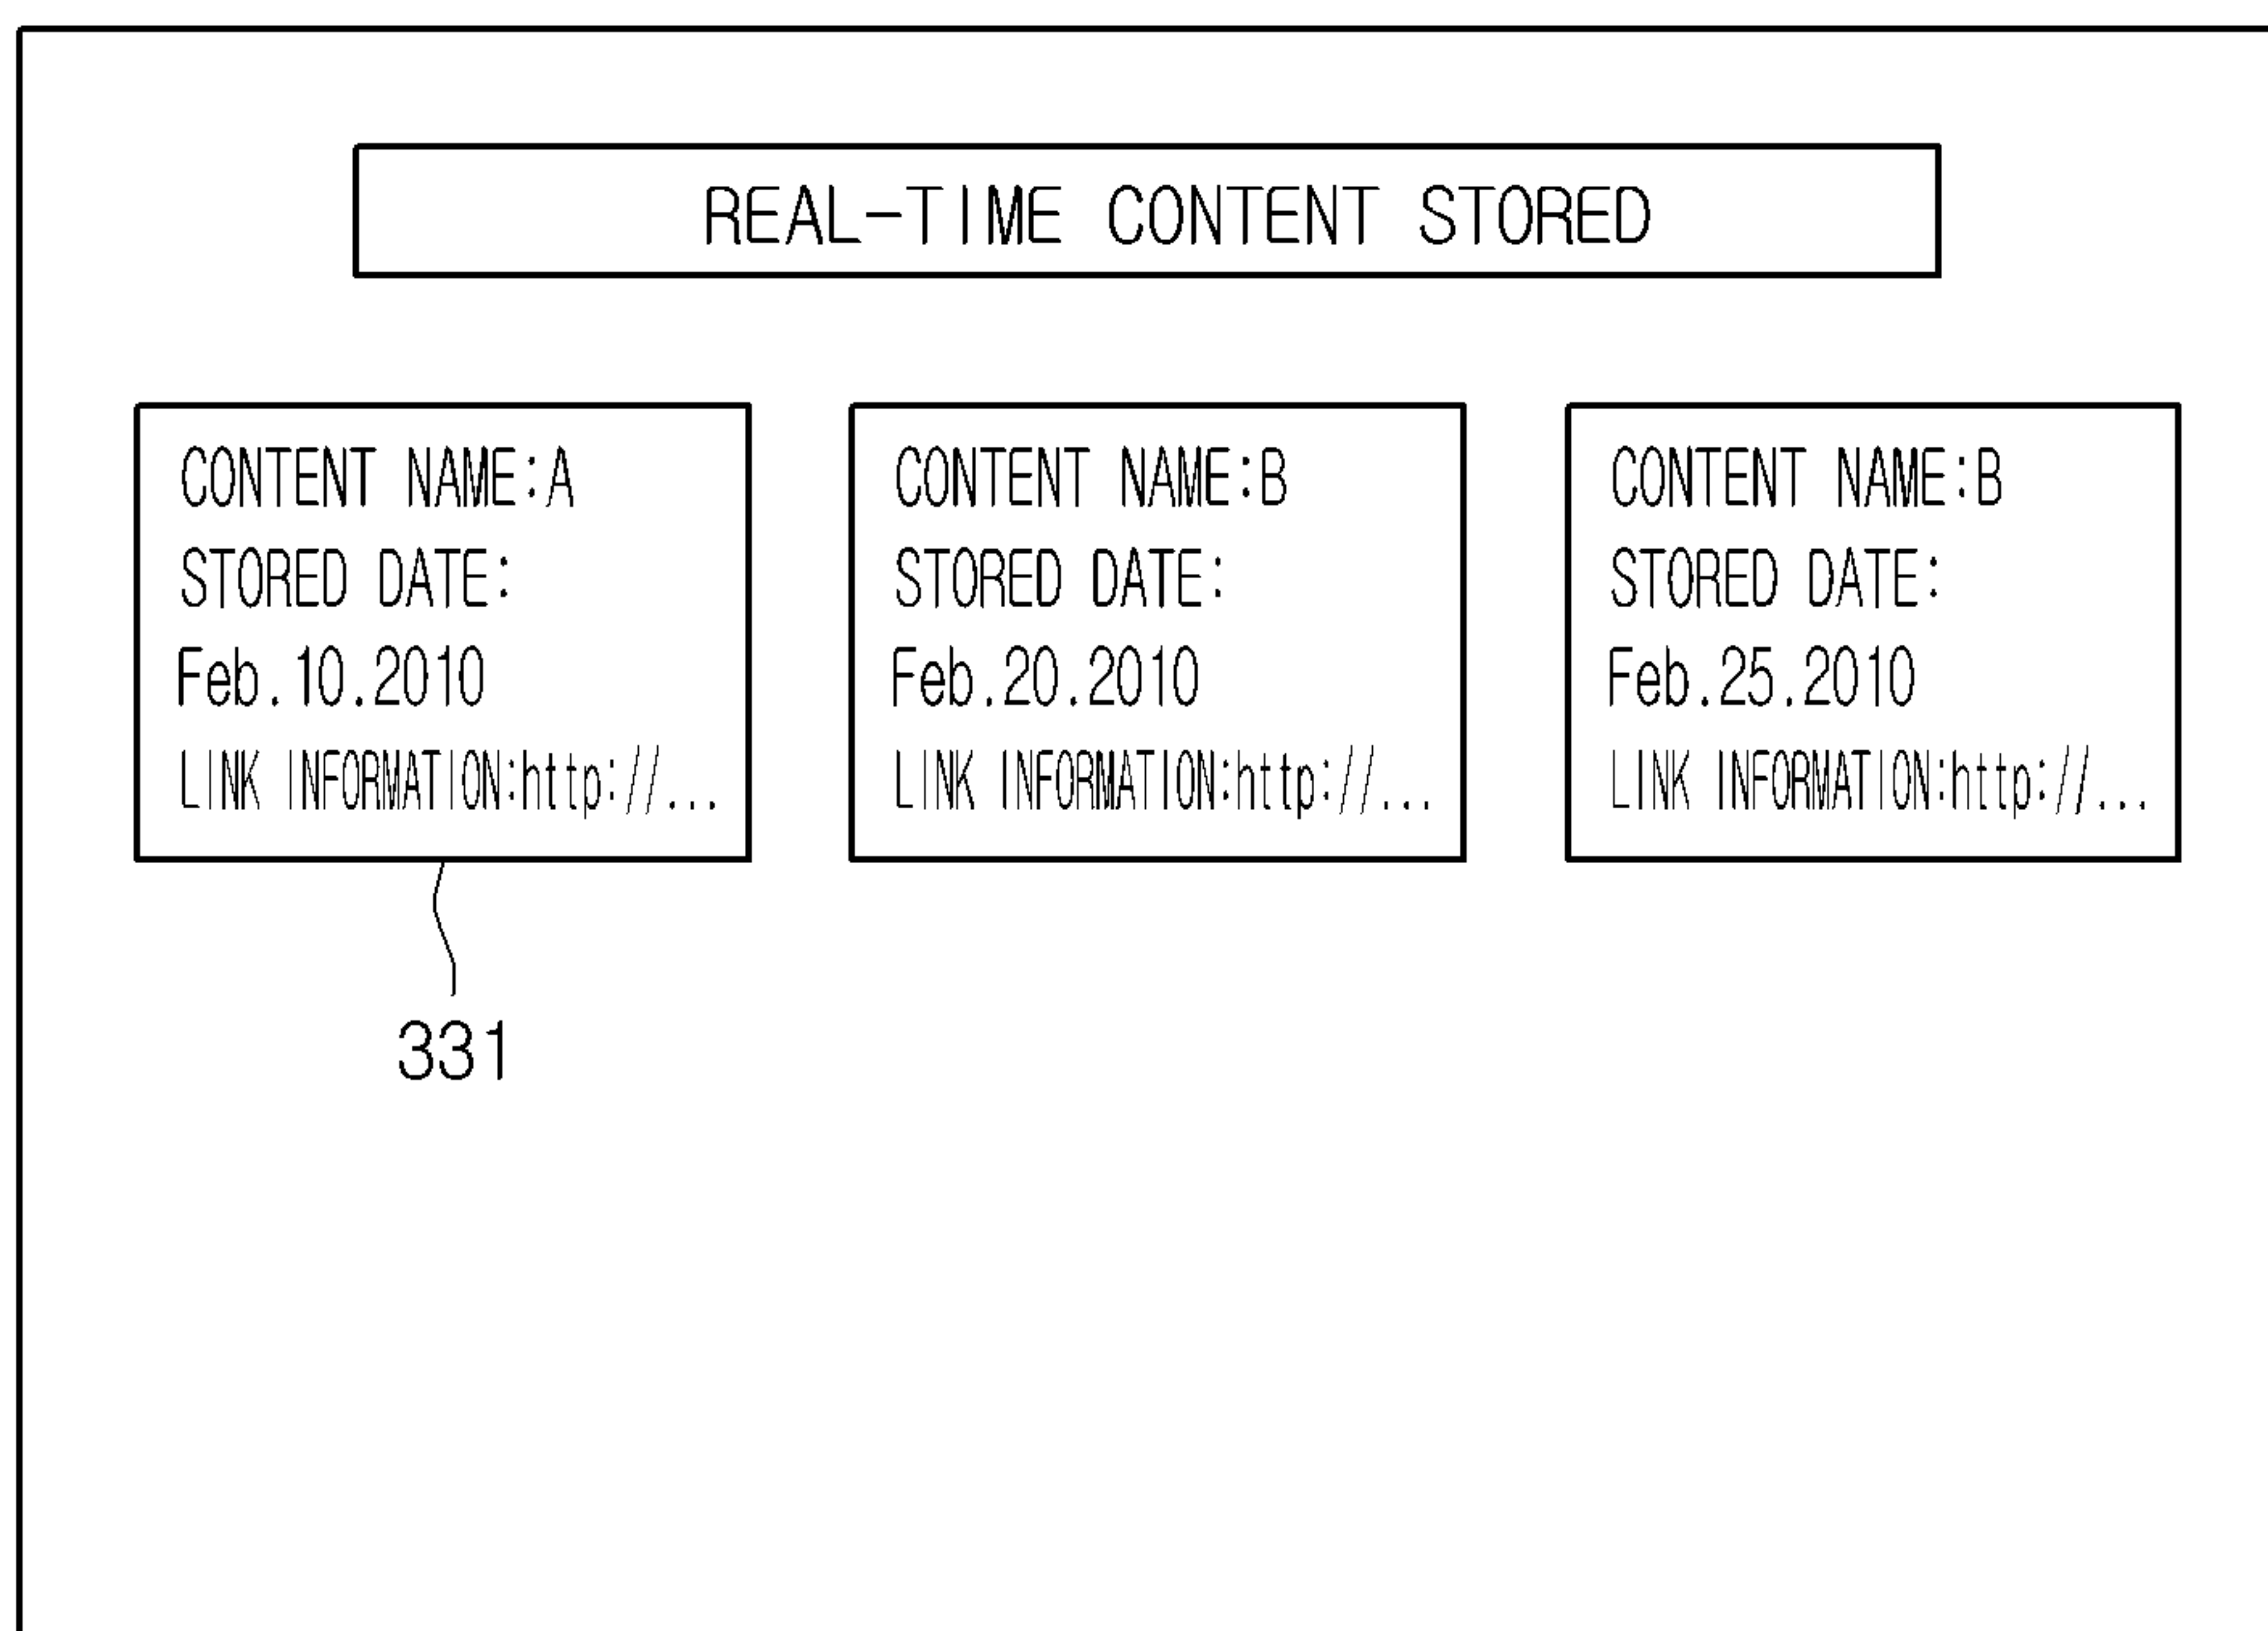 REAL-TIME CONTENT STORED
CONTENT NAME:A
STORED DATE:
Feb.10.2010
LINK INFORMATION:http://...
CONTENT NAME:B
STORED DATE:
Feb.20.2010
LINK INFORMATION:http://...
CONTENT NAME:B
STORED DATE:
Feb.25.2010
LINK INFORMATION:http://...
331